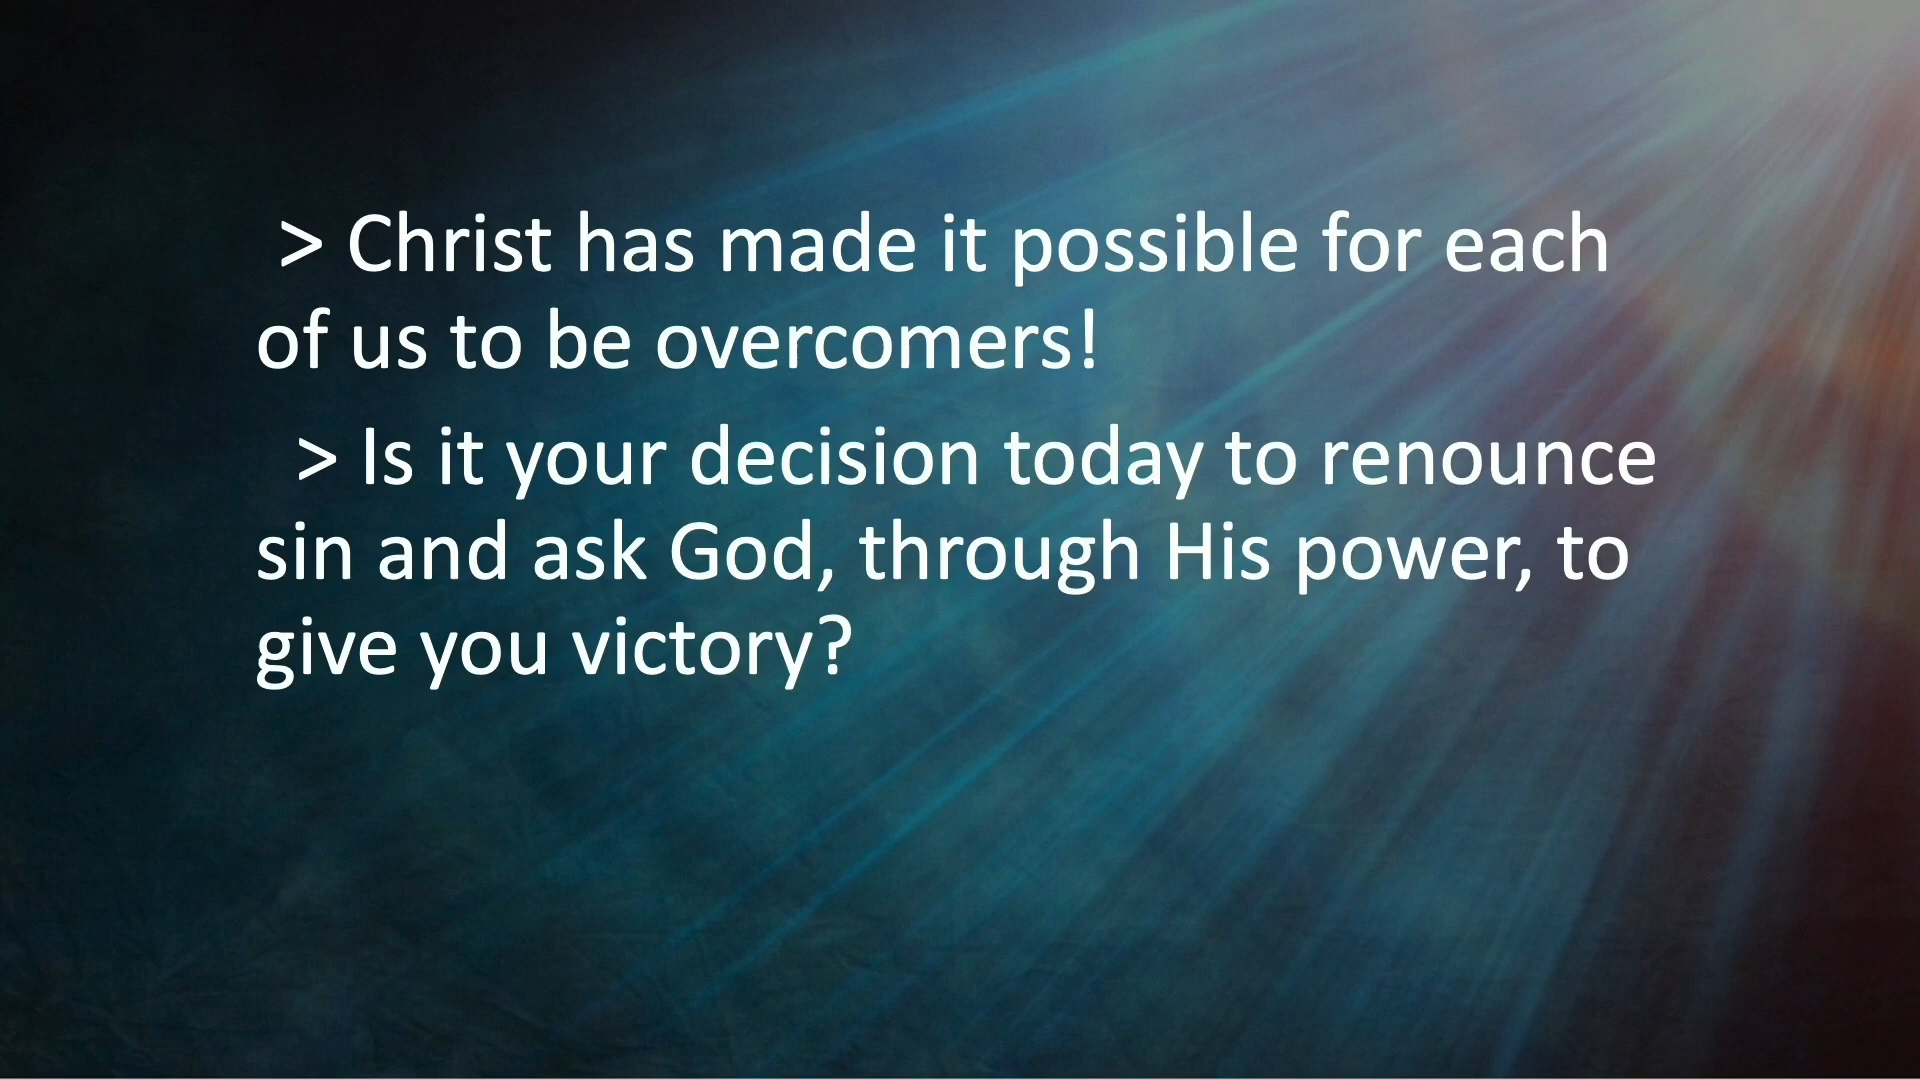 > Christ has made it possible for each
of us to be overcomers!
> Is it your decision today to renounce
sin and ask God, through His power, to
give you victory?